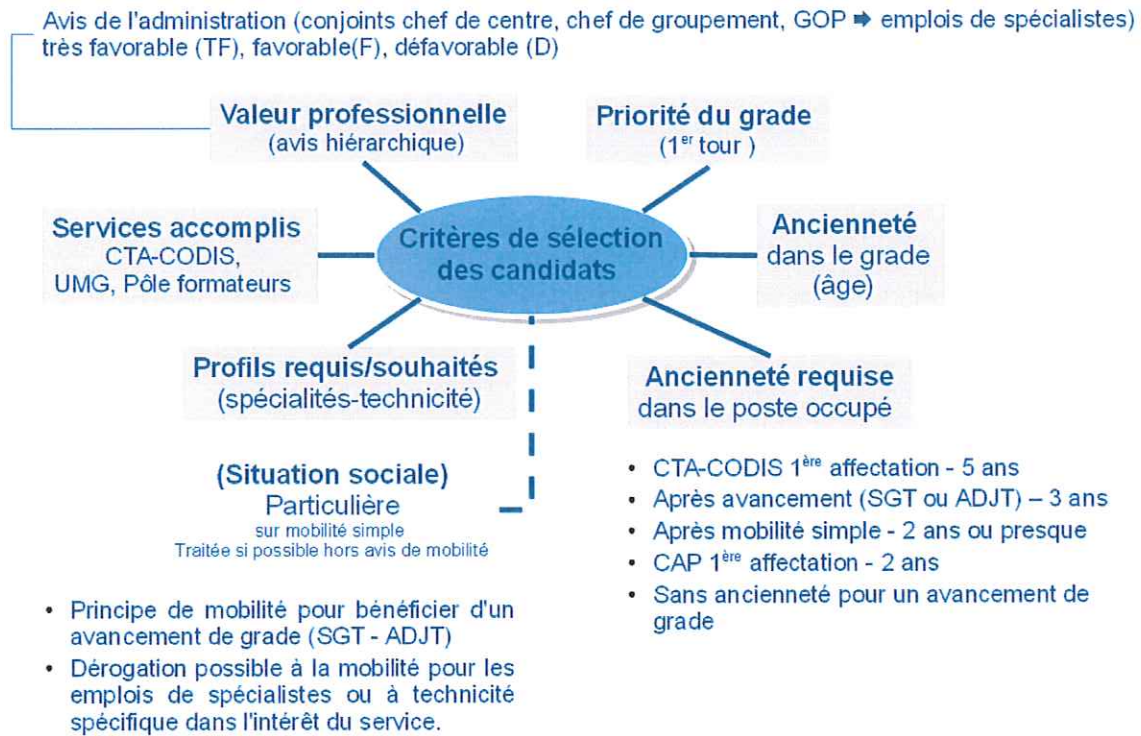 Avis de l'administration (conjoints chef de centre, chef de groupement, GOP ➡ emplois de spécialistes)
très favorable (TF), favorable(F), défavorable (D)
Valeur professionnelle
(avis hiérarchique)
Priorité du grade
(1er tour )
Services accomplis
CTA-CODIS,
UMG, Pôle formateurs
Critères de sélection
des candidats
Ancienneté
dans le grade
(âge)
Profils requis/souhaités
(spécialités-technicité)
Ancienneté requise
dans le poste occupé
(Situation sociale)
Particulière
sur mobilité simple
Traitée si possible hors avis de mobilité
• CTA-CODIS 1ère affectation - 5 ans
• Après avancement (SGT ou ADJT) – 3 ans
• Après mobilité simple - 2 ans ou presque
• CAP 1ère affectation - 2 ans
• Sans ancienneté pour un avancement de
grade
• Principe de mobilité pour bénéficier d'un
avancement de grade (SGT - ADJT)
• Dérogation possible à la mobilité pour les
emplois de spécialistes ou à technicité
spécifique dans l'intérêt du service.